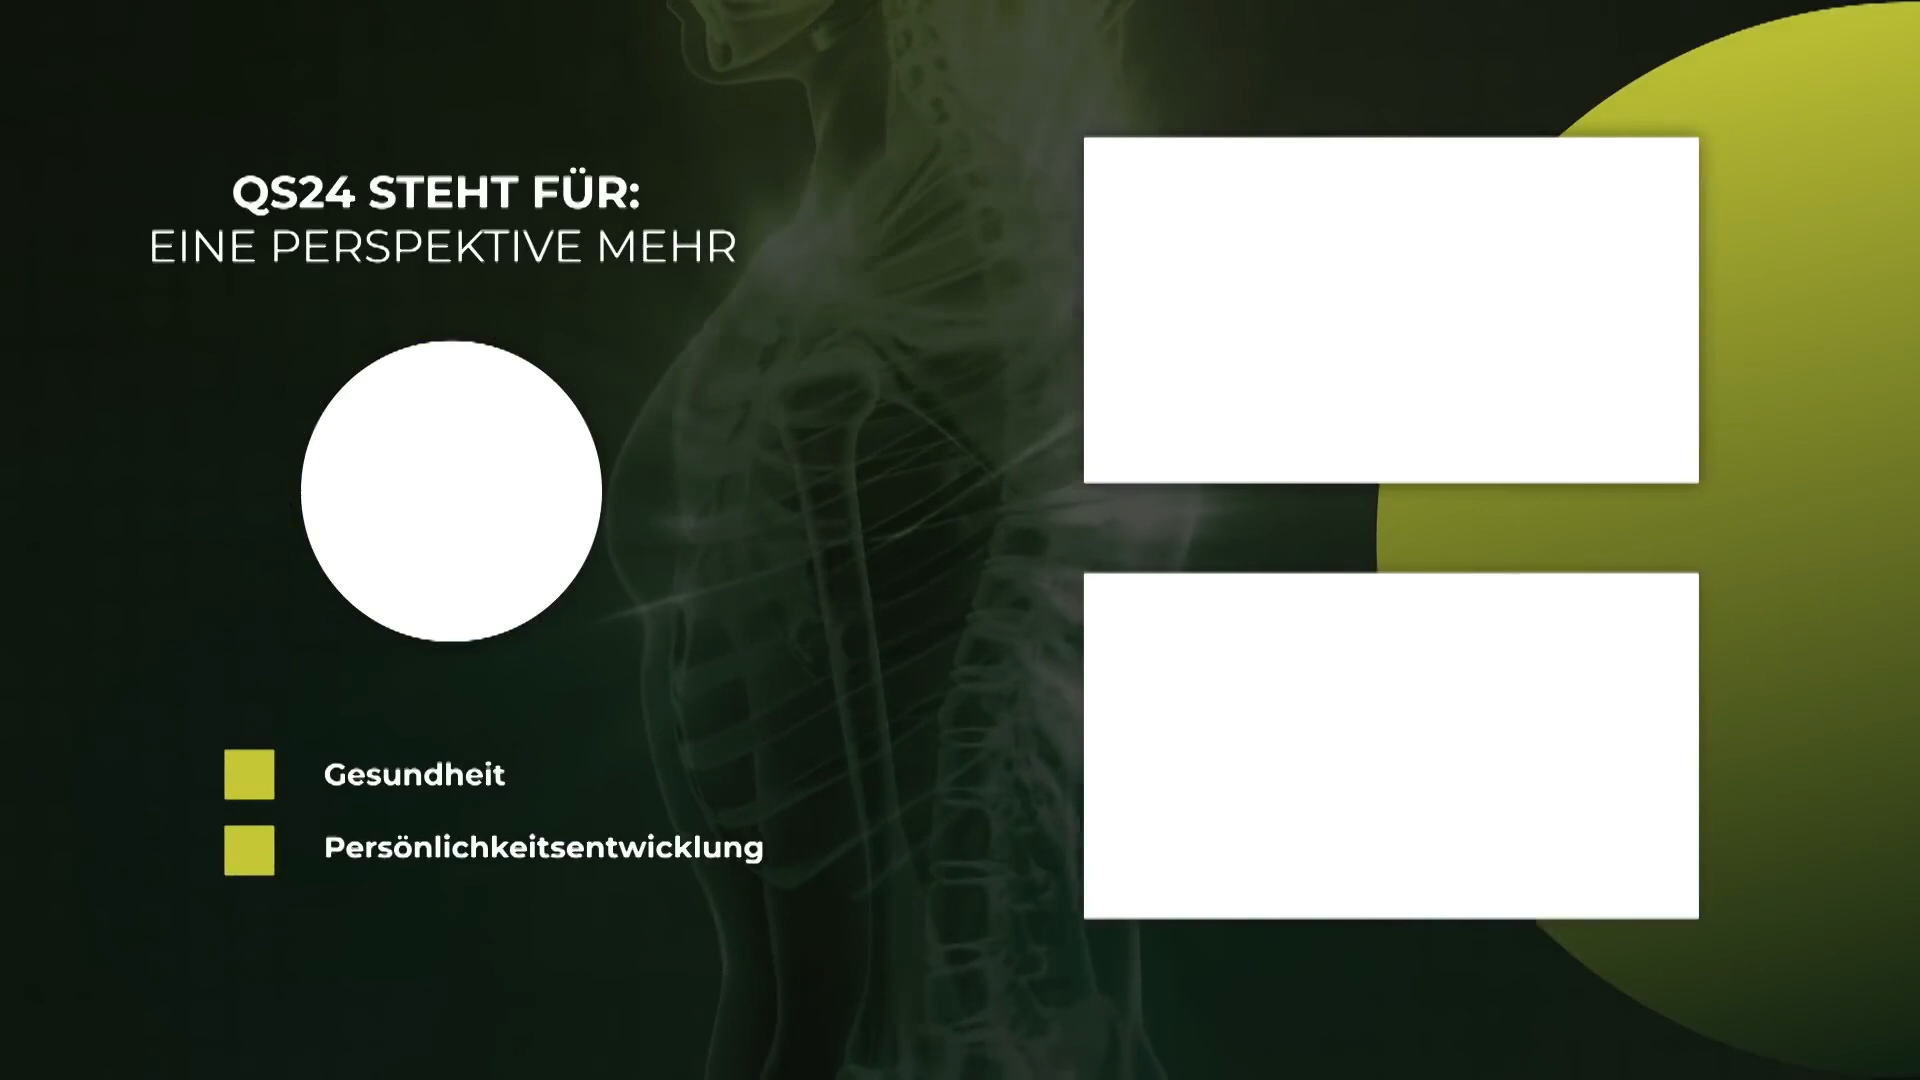 QS24 STEHT FÜR:
EINE PERSPEKTIVE MEHR
Gesundheit
Persönlichkeitsentwicklung